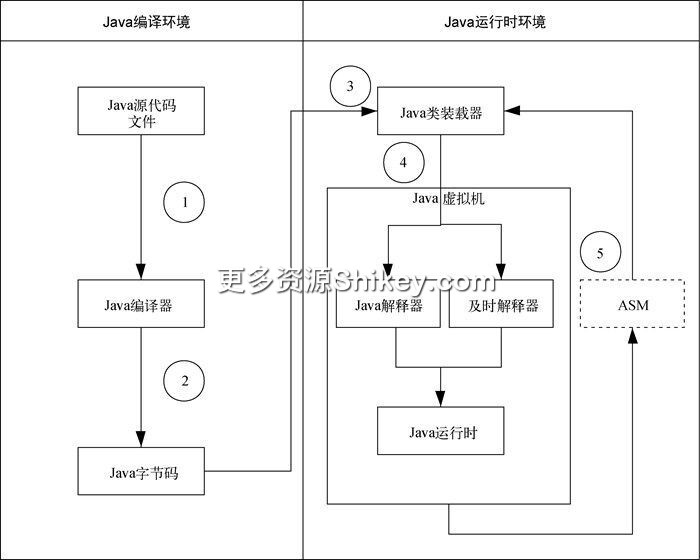 Java编译环境
Java运行时环境
Java源代码
文件
3
Java类装载器
4
1
Java 虚拟机
5
更多资源Shikey.com
Java编译器
Java解释器
及时解释器
ASM
2
Java运行时
Java字节码